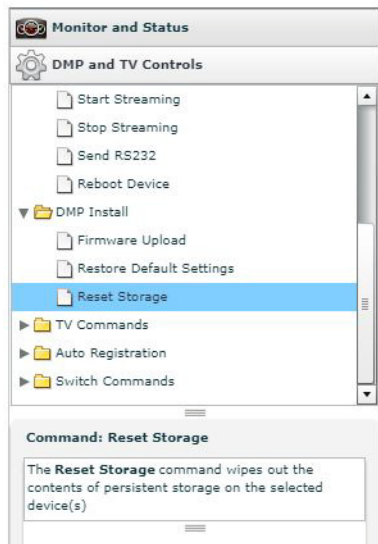 Monitor and Status
DMP and TV Controls
Start Streaming
Stop Streaming
Send RS232
Reboot Device
DMP Install
Firmware Upload
Restore Default Settings
Reset Storage
TV Commands
Auto Registration
Switch Commands
Command: Reset Storage
The Reset Storage command wipes out the
contents of persistent storage on the selected
device(s)